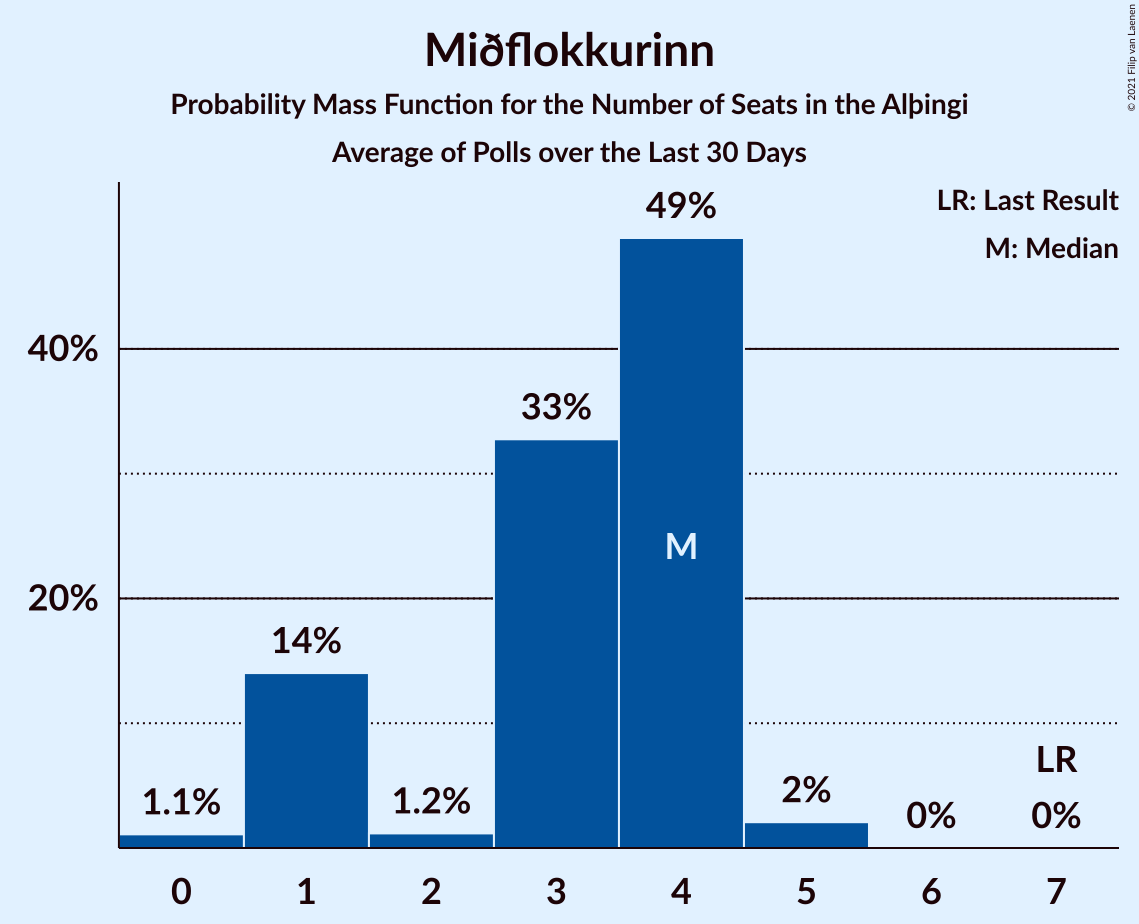 Miðflokkurinn
Probability Mass Function for the Number of Seats in the Alþingi
Average of Polls over the Last 30 Days
© 2021 Filip van Laenen
LR: Last Result
M: Median
49%
40%
33%
M
20%
14%
LR
1.1%
1.2%
2%
0%
0%
0 1 2 3 4 5 6 7